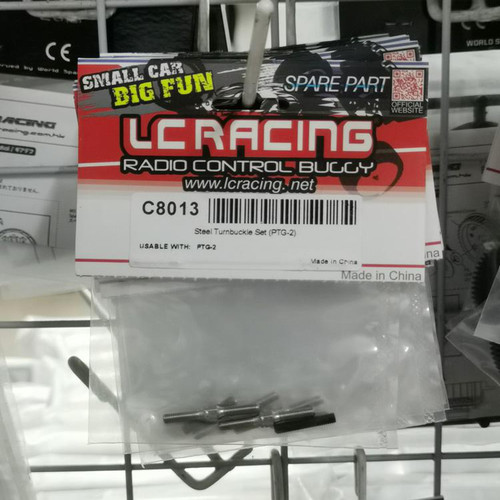 SMALL CAR
BIG FUN
SPARE PART
OFFICIAL
WEBSITE
LC RACING
RADIO CONTROL BUGGY
www.lcracing.net
C8013
Steel Turnbuckle Set (PTG-2)
USABLE WITH: PTG-2
Made in China
Made in China
CE
WORLD S